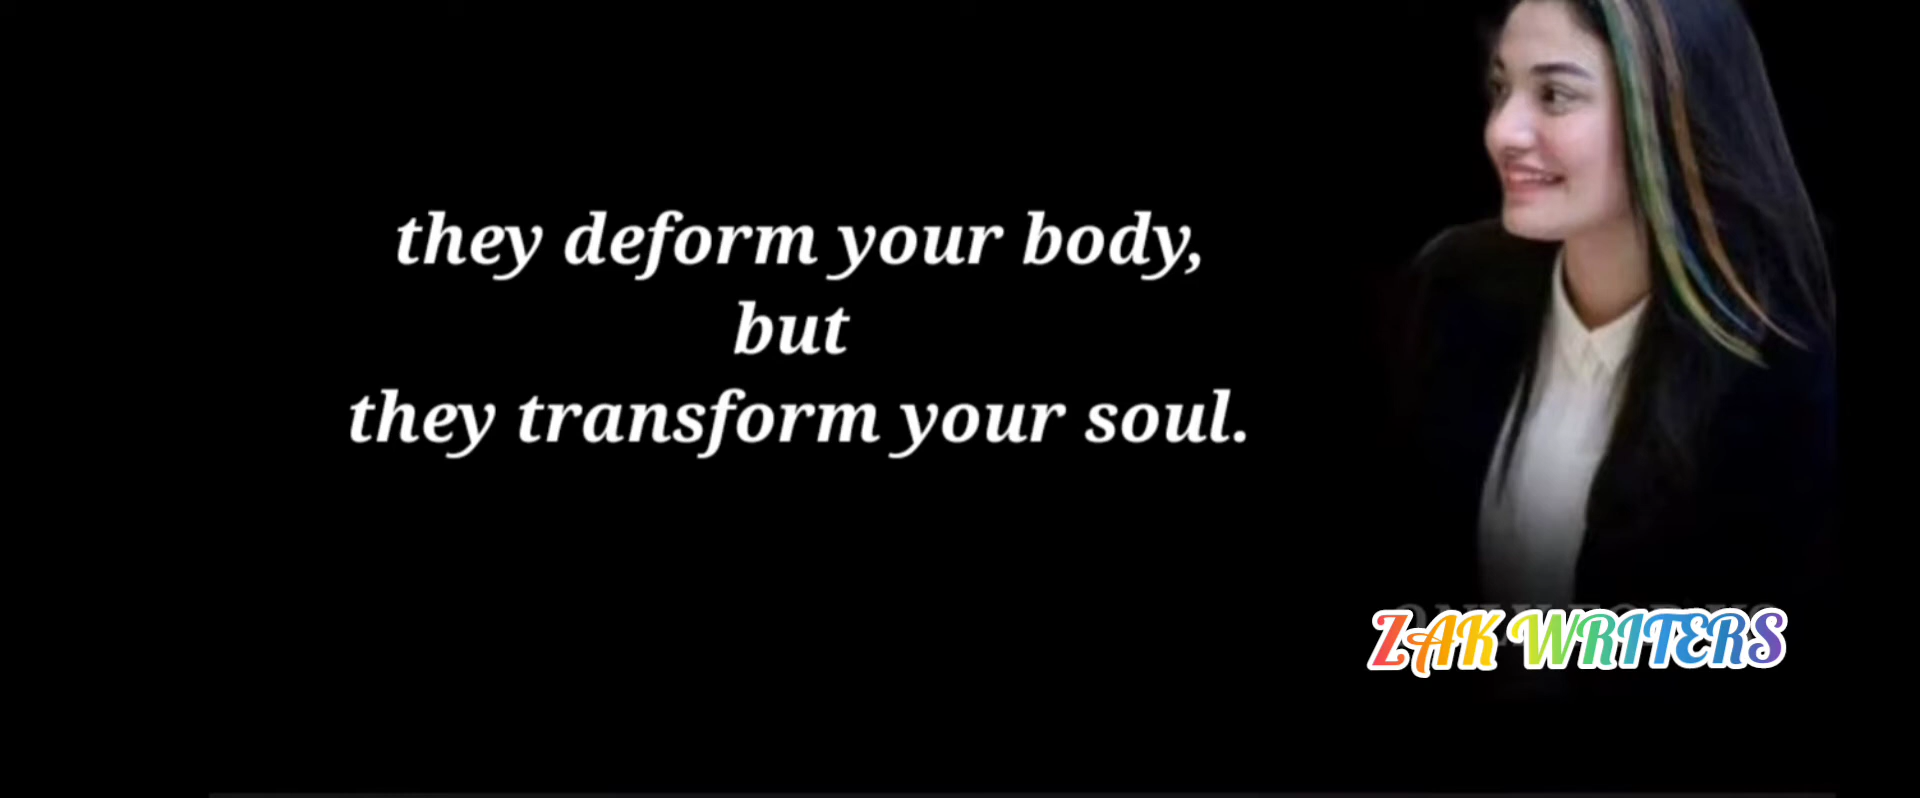 they deform your body,
but
they transform your soul.
ZAK WRITERS